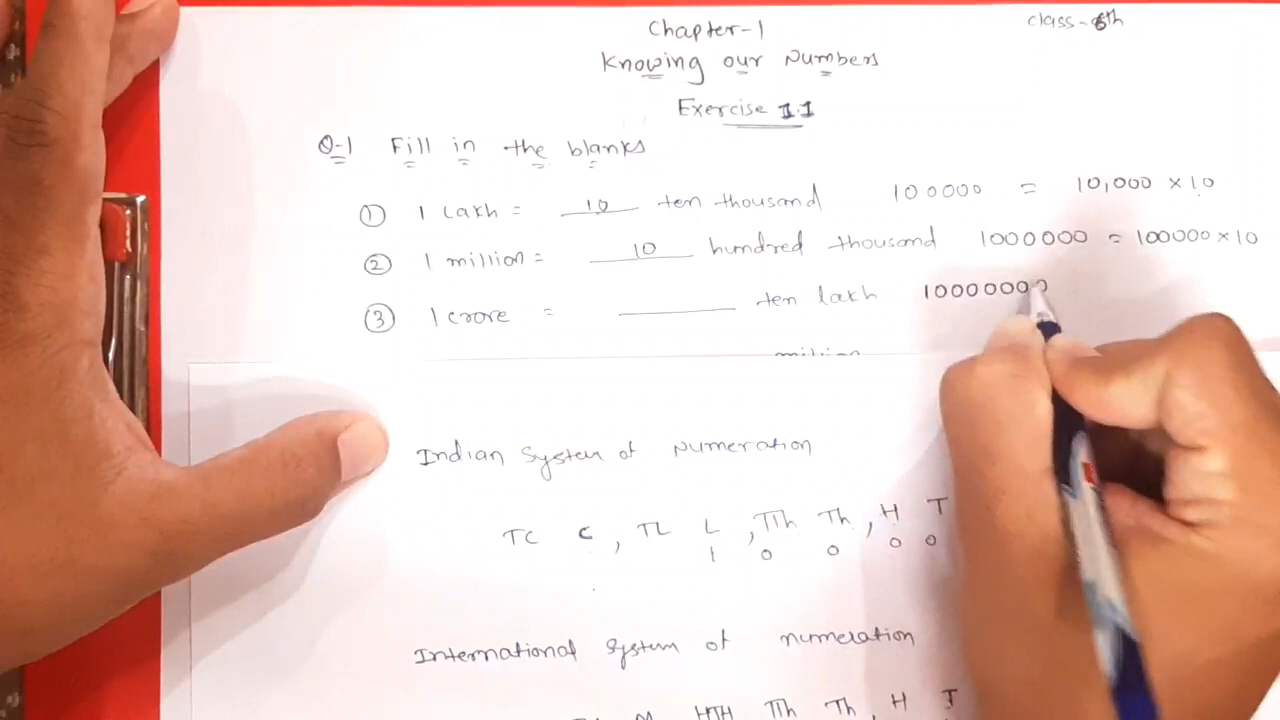 Chapter-1
class-6th
Knowing our Numbers
Exercise 1.1
Q-1 Fill in the blanks
① 1 Lakh = 10 ten thousand 100000 = 10,000 × 10
② 1 million = 10 hundred thousand 1000000 = 100000 × 10
③ 1 crore = ten lakh 10000000
Indian System of Numeration
TC C , TL L , TTh Th , H T
1 0 0 0 0
International System of numeration
M HTH TTh Th , H T